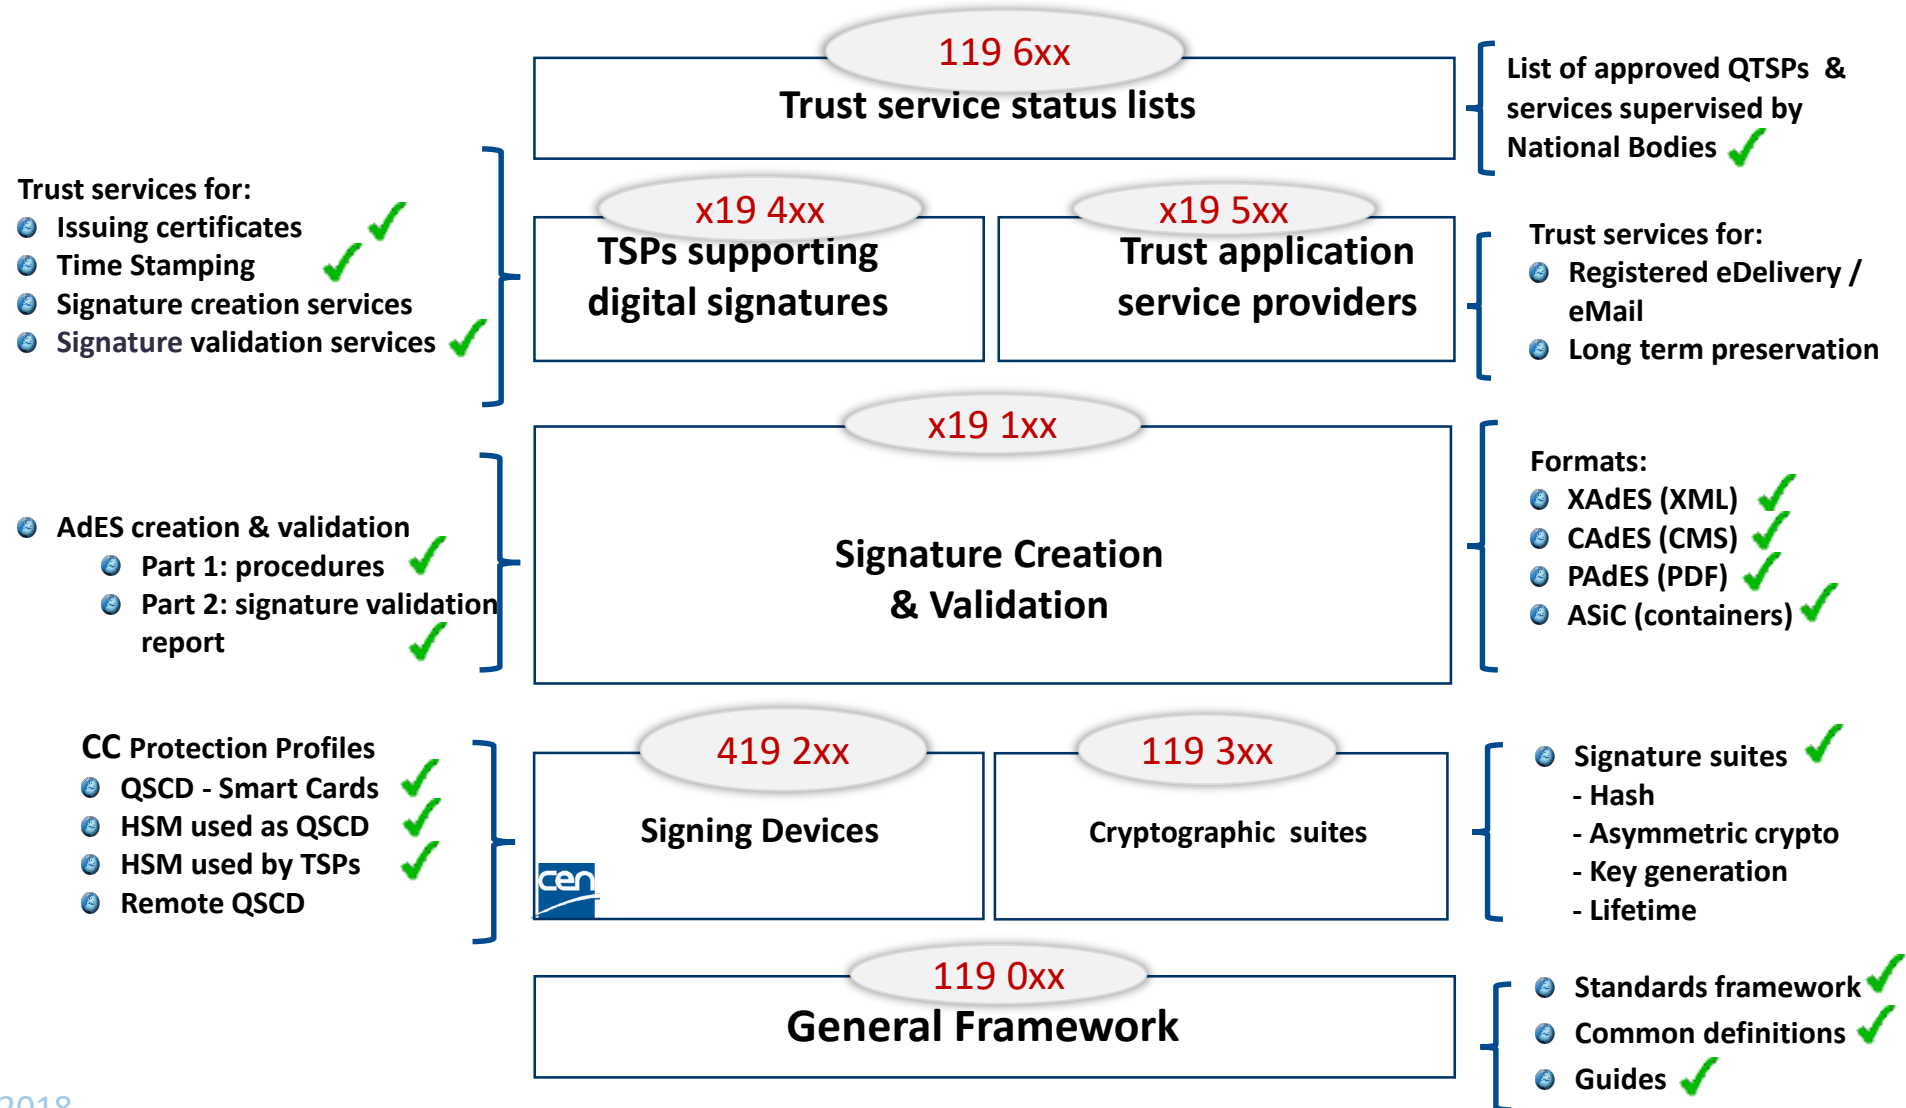 119 6xx
Trust service status lists
List of approved QTSPs &
services supervised by
National Bodies
Trust services for:
Issuing certificates
Time Stamping
Signature creation services
Signature validation services
x19 4xx
TSPs supporting
digital signatures
x19 5xx
Trust application
service providers
Trust services for:
Registered eDelivery /
eMail
Long term preservation
x19 1xx
Signature Creation
& Validation
AdES creation & validation
Part 1: procedures
Part 2: signature validation
report
Formats:
XAdES (XML)
CAdES (CMS)
PAdES (PDF)
ASiC (containers)
CC Protection Profiles
QSCD - Smart Cards
HSM used as QSCD
HSM used by TSPs
Remote QSCD
419 2xx
Signing Devices
cen
119 3xx
Cryptographic suites
Signature suites
- Hash
- Asymmetric crypto
- Key generation
- Lifetime
119 0xx
General Framework
Standards framework
Common definitions
Guides
2018